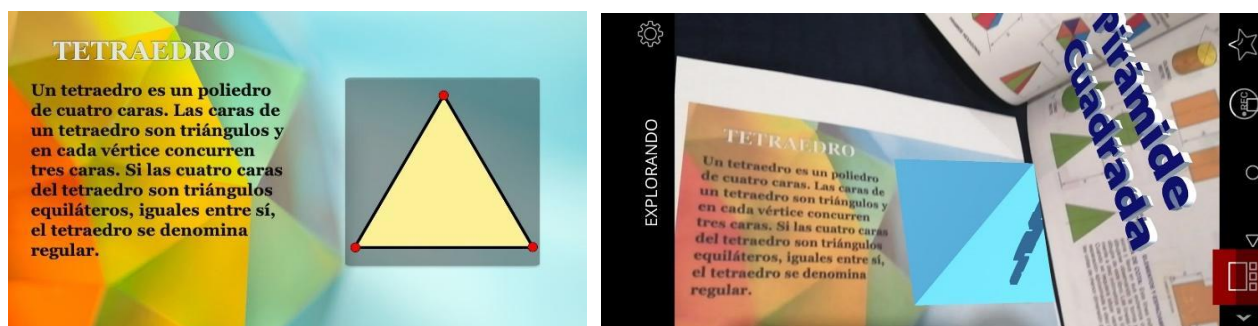 TETRAEDRO
Un tetraedro es un poliedro
de cuatro caras. Las caras de
un tetraedro son triángulos y
en cada vértice concurren
tres caras. Si las cuatro caras
del tetraedro son triángulos
equiláteros, iguales entre sí,
el tetraedro se denomina
regular.
EXPLORANDO
TETRAEDRO
Un tetraedro es un poliedro
de cuatro caras. Las caras de
un tetraedro son triángulos y
en cada vértice concurren
tres caras. Si las cuatro caras
del tetraedro son triángulos
equiláteros, iguales entre sí,
el tetraedro se denomina
regular.
Pirámide
Cuadrada
REC